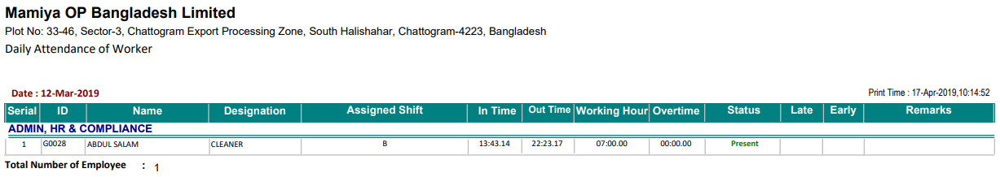 Mamiya OP Bangladesh Limited
Plot No: 33-46, Sector-3, Chattogram Export Processing Zone, South Halishahar, Chattogram-4223, Bangladesh
Daily Attendance of Worker
Date : 12-Mar-2019 Print Time : 17-Apr-2019,10:14:52
Serial ID Name Designation Assigned Shift In Time Out Time Working Hour Overtime Status Late Early Remarks
ADMIN, HR & COMPLIANCE
1 G0028 ABDUL SALAM CLEANER B 13:43.14 22:23.17 07:00.00 00:00.00 Present
Total Number of Employee : 1